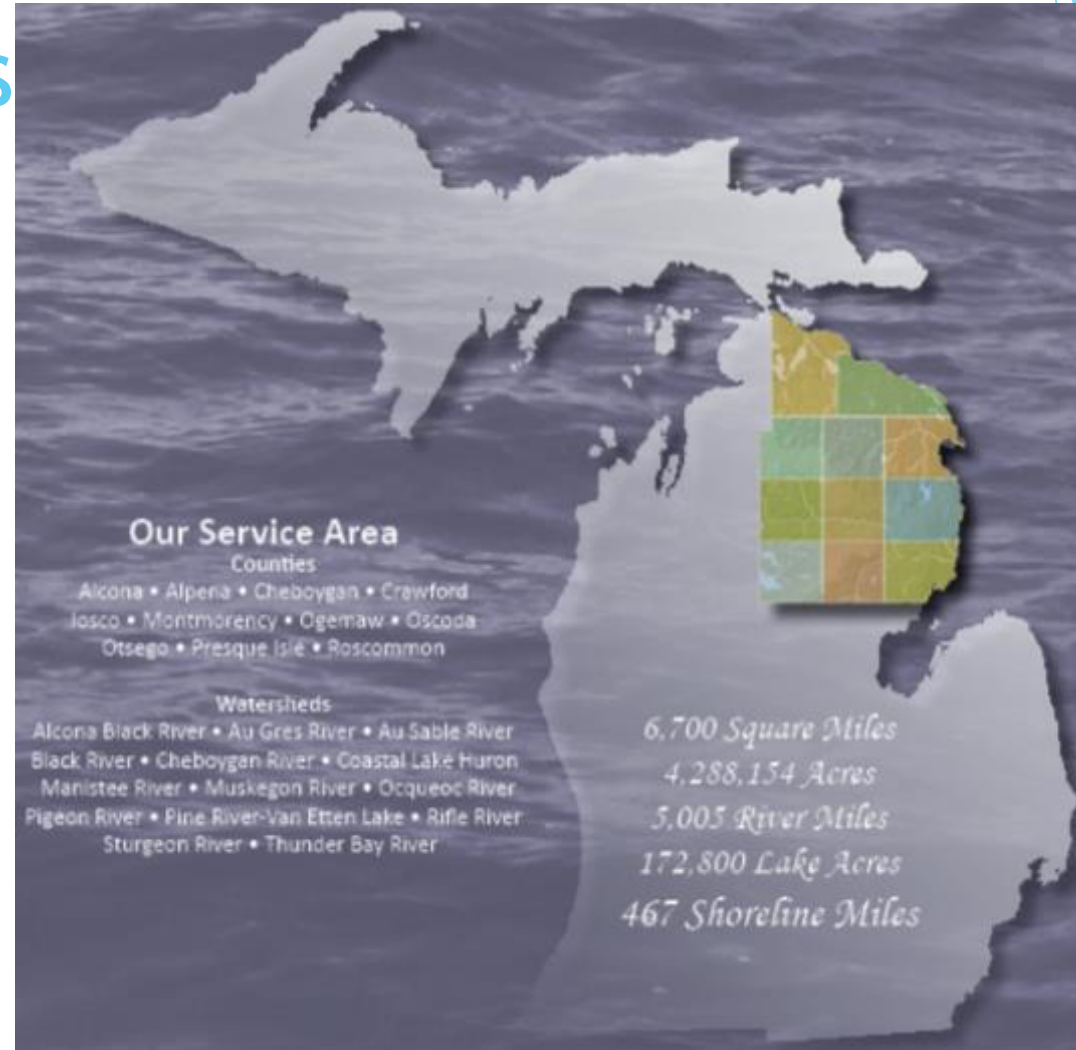 s
Our Service Area
Counties
Alcona • Alpena • Cheboygan • Crawford
Iosco • Montmorency • Ogemaw • Oscoda
Otsego • Presque Isle • Roscommon
Watersheds
Alcona Black River • Au Gres River • Au Sable River
Black River • Cheboygan River • Coastal Lake Huron
Manistee River • Muskegon River • Ocqueoc River
Pigeon River • Pine River-Van Etten Lake • Rifle River
Sturgeon River • Thunder Bay River
6,700 Square Miles
4,288,154 Acres
River Miles
172,800 Lake Acres
467 Shoreline Miles